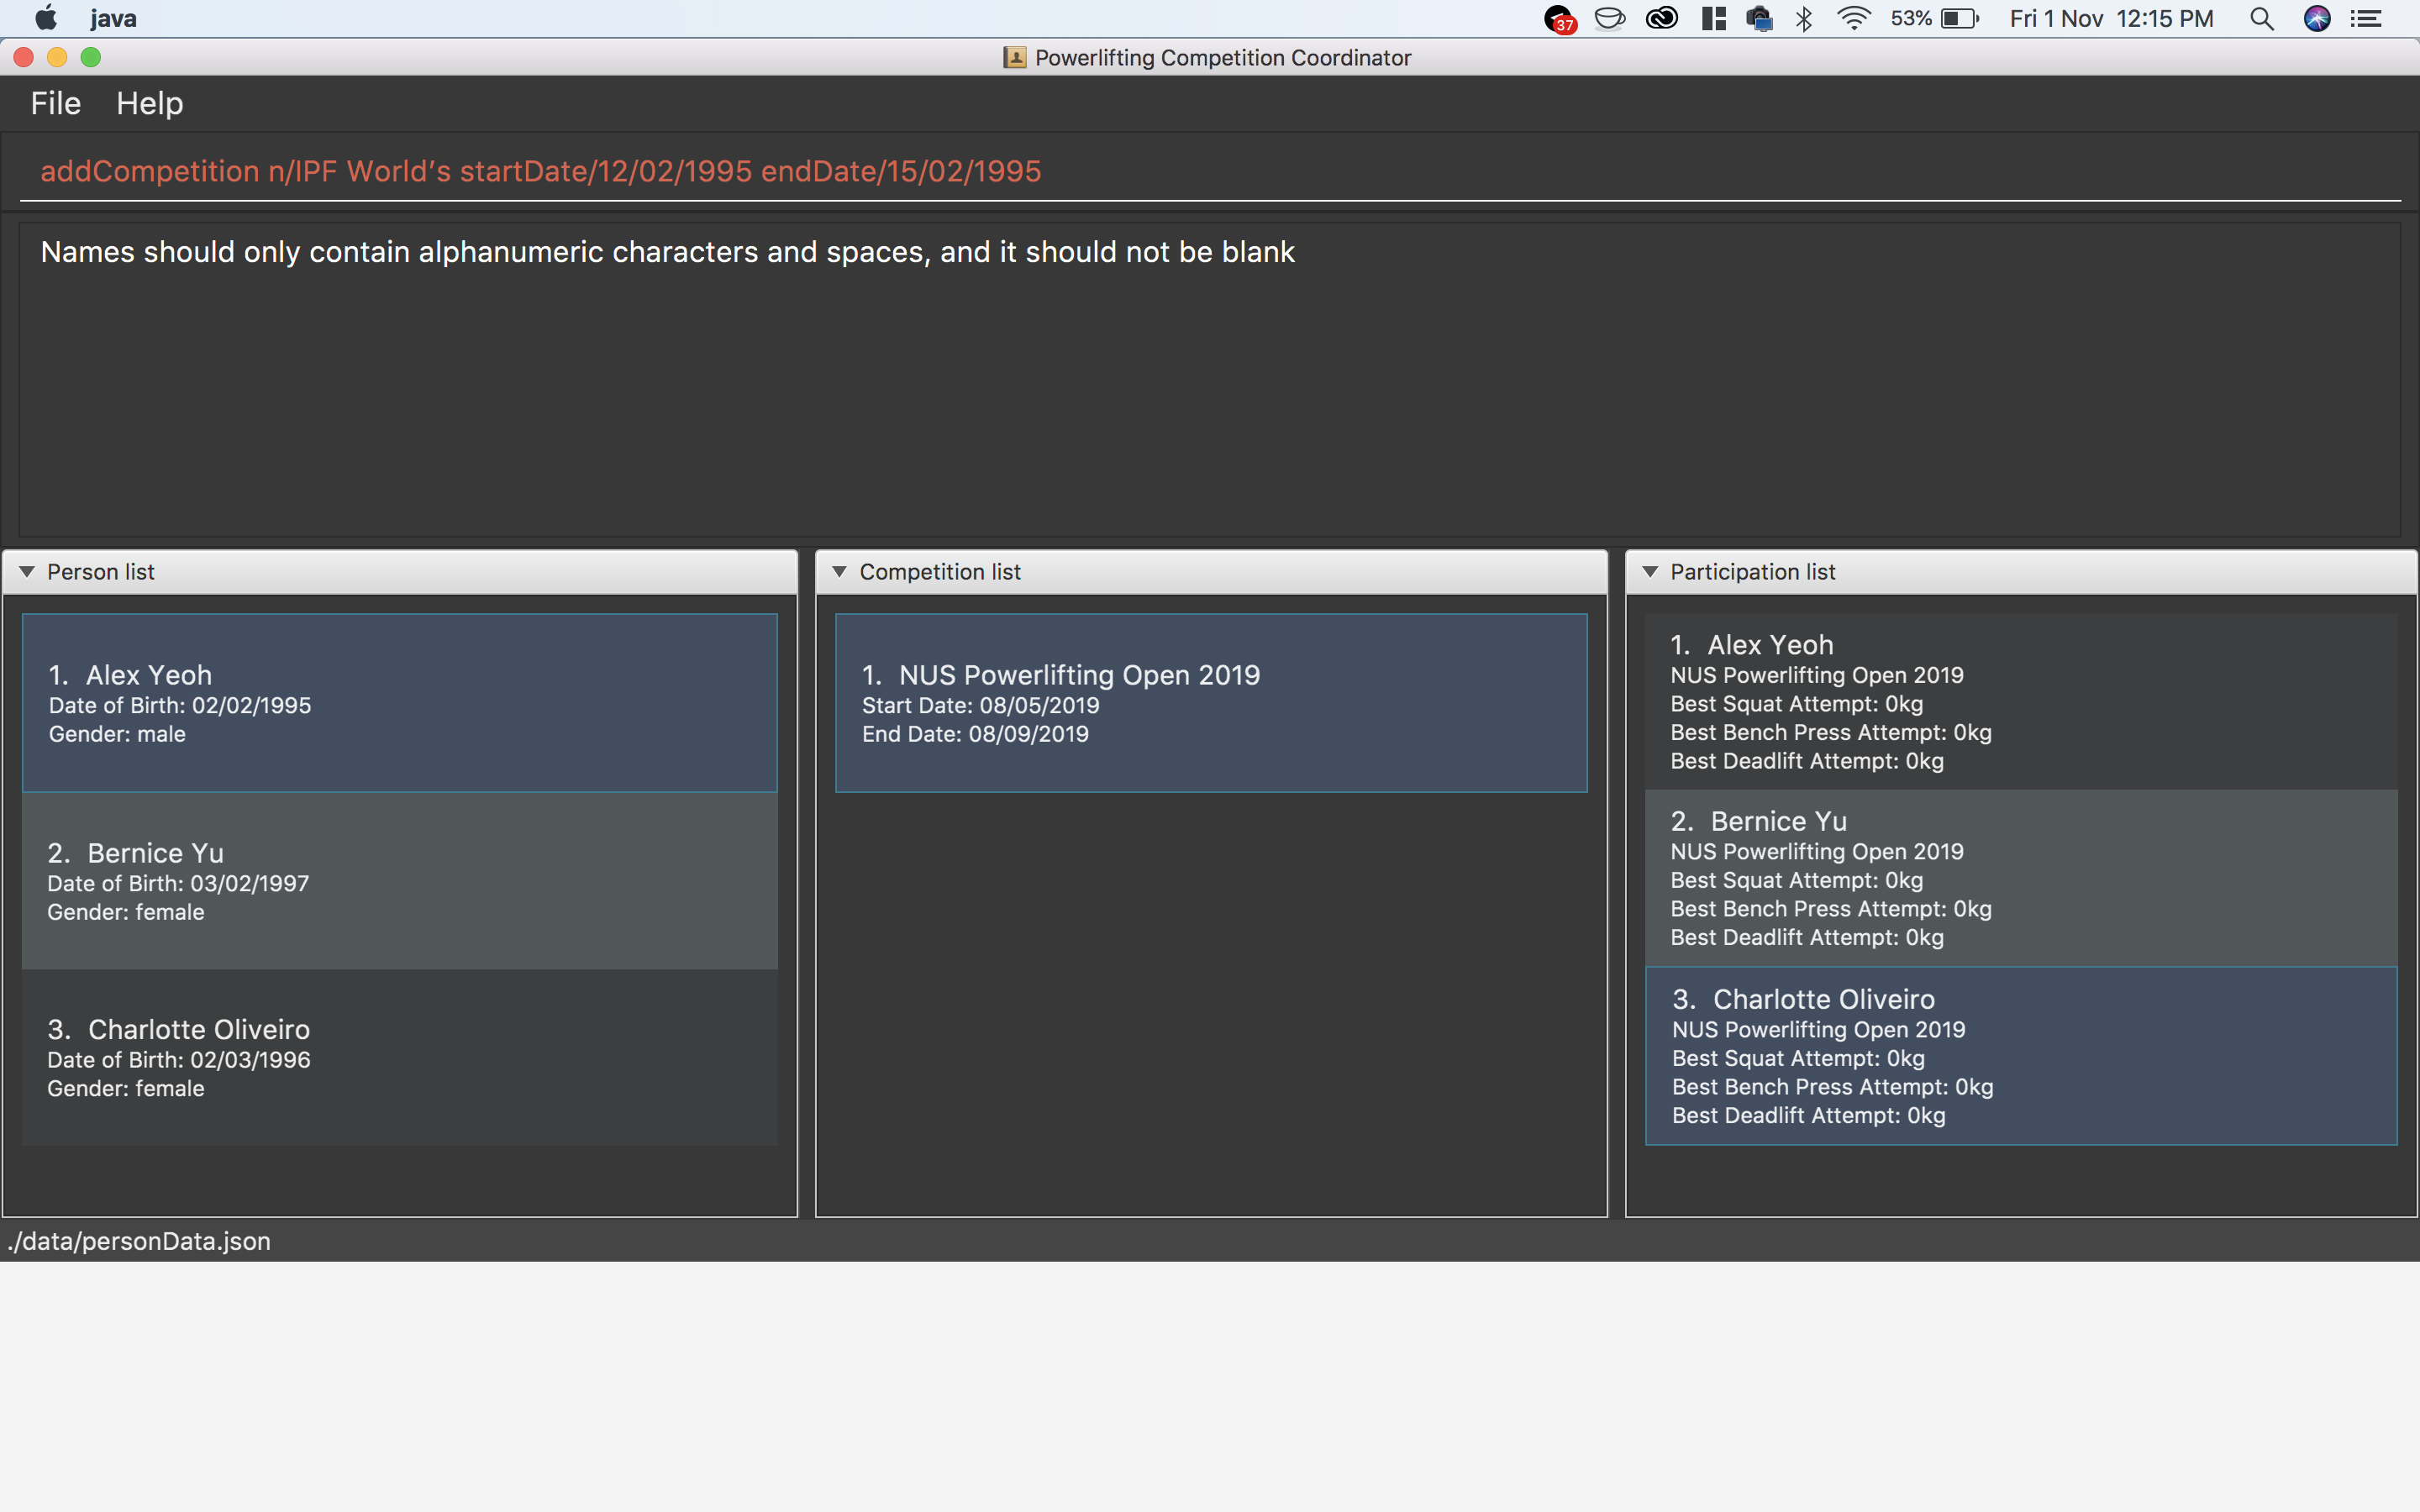 java
37
53%
Fri 1 Nov 12:15 PM
Powerlifting Competition Coordinator
File Help
addCompetition n/IPF World’s startDate/12/02/1995 endDate/15/02/1995
Names should only contain alphanumeric characters and spaces, and it should not be blank
Person list
1. Alex Yeoh
Date of Birth: 02/02/1995
Gender: male
2. Bernice Yu
Date of Birth: 03/02/1997
Gender: female
3. Charlotte Oliveiro
Date of Birth: 02/03/1996
Gender: female
Competition list
1. NUS Powerlifting Open 2019
Start Date: 08/05/2019
End Date: 08/09/2019
Participation list
1. Alex Yeoh
NUS Powerlifting Open 2019
Best Squat Attempt: 0kg
Best Bench Press Attempt: 0kg
Best Deadlift Attempt: 0kg
2. Bernice Yu
NUS Powerlifting Open 2019
Best Squat Attempt: 0kg
Best Bench Press Attempt: 0kg
Best Deadlift Attempt: 0kg
3. Charlotte Oliveiro
NUS Powerlifting Open 2019
Best Squat Attempt: 0kg
Best Bench Press Attempt: 0kg
Best Deadlift Attempt: 0kg
./data/personData.json